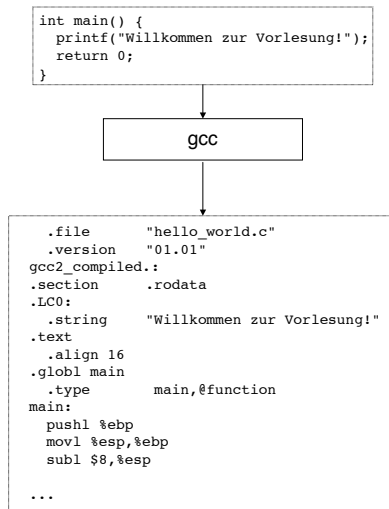 int main() {
printf("Willkommen zur Vorlesung!");
return 0;
}
gcc
.file "hello_world.c"
.version "01.01"
gcc2_compiled.:
.section .rodata
.LC0:
.string "Willkommen zur Vorlesung!"
.text
.align 16
.globl main
.type main,@function
main:
pushl %ebp
movl %esp,%ebp
subl $8,%esp
...